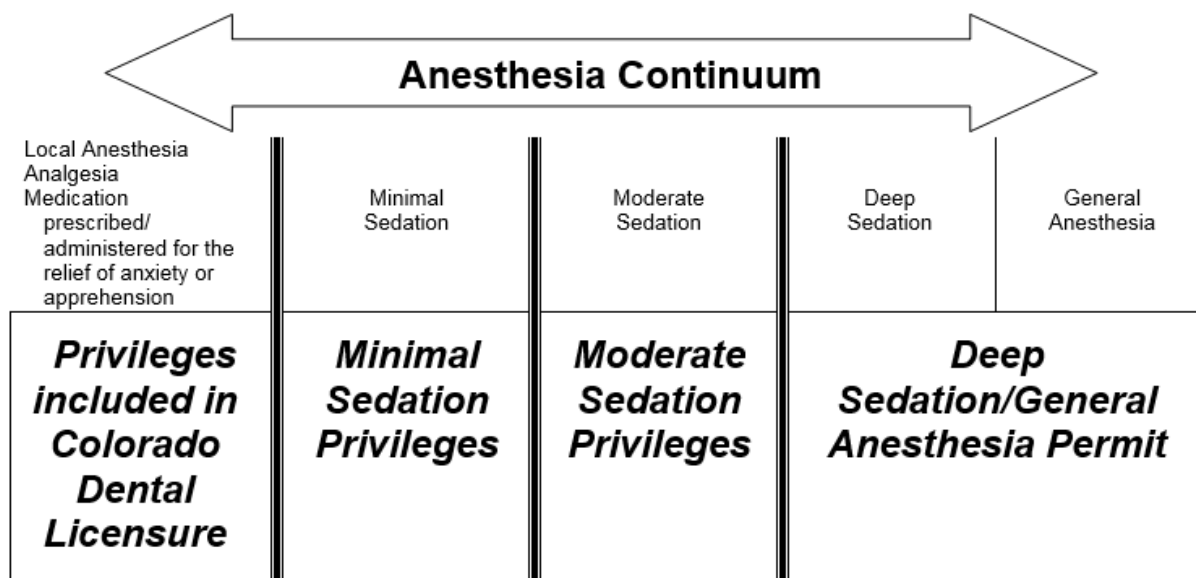 Anesthesia Continuum
Local Anesthesia
Analgesia
Medication
prescribed/
administered for the
relief of anxiety or
apprehension
Minimal
Sedation
Moderate
Sedation
Deep
Sedation
General
Anesthesia
Privileges
included in
Colorado
Dental
Licensure
Minimal
Sedation
Privileges
Moderate
Sedation
Privileges
Deep
Sedation/General
Anesthesia Permit